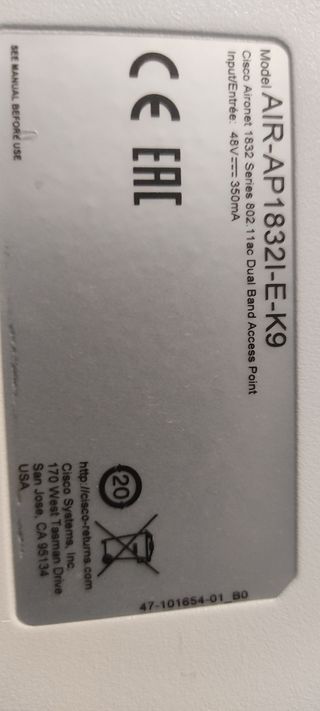 Model AIR-AP1832I-E-K9
Cisco Aironet 1832 Series 802.11ac Dual Band Access Point
Input/Entrée: 48V⎓ 350mA
CE EAC
SEE MANUAL BEFORE USE
20
http://cisco-returns.com
Cisco Systems, Inc.
170 West Tasman Drive
San Jose, CA 95134
USA
47-101654-01_B0